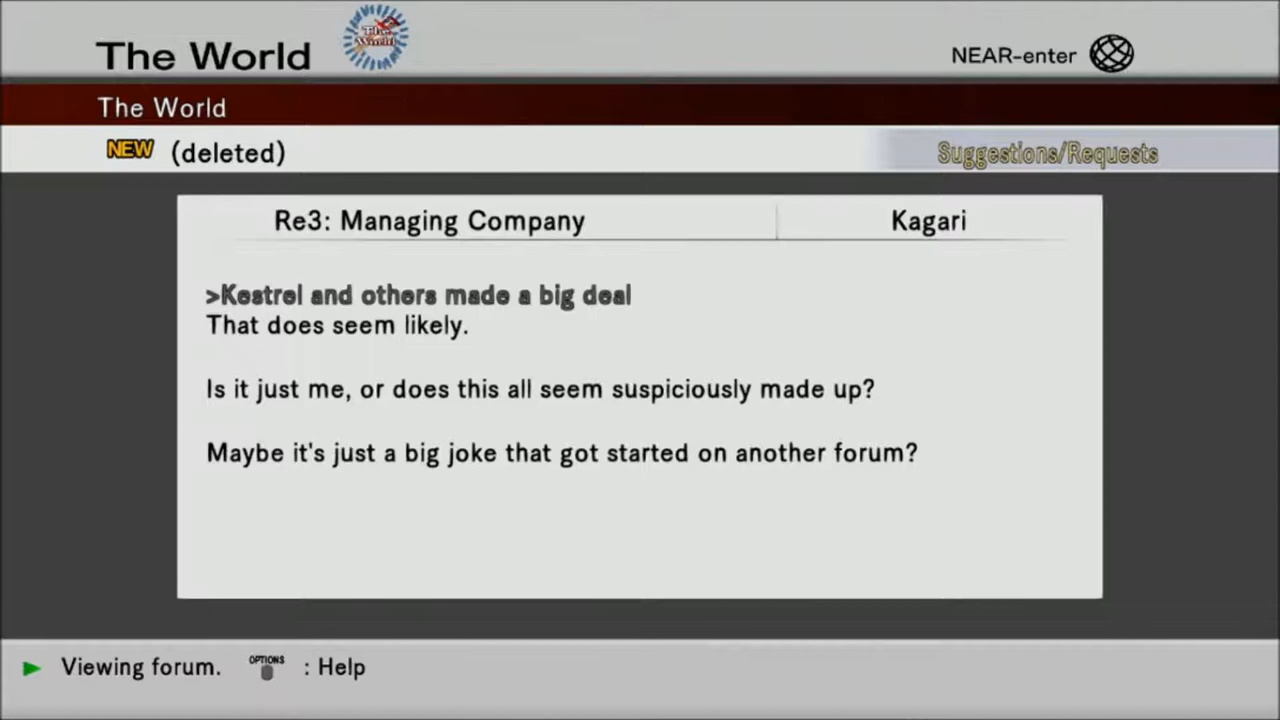 The World
The World
NEAR-enter
The World
NEW (deleted)
Suggestions/Requests
Re3: Managing Company
Kagari
>Kestrel and others made a big deal
That does seem likely.
Is it just me, or does this all seem suspiciously made up?
Maybe it's just a big joke that got started on another forum?
Viewing forum. OPTIONS : Help